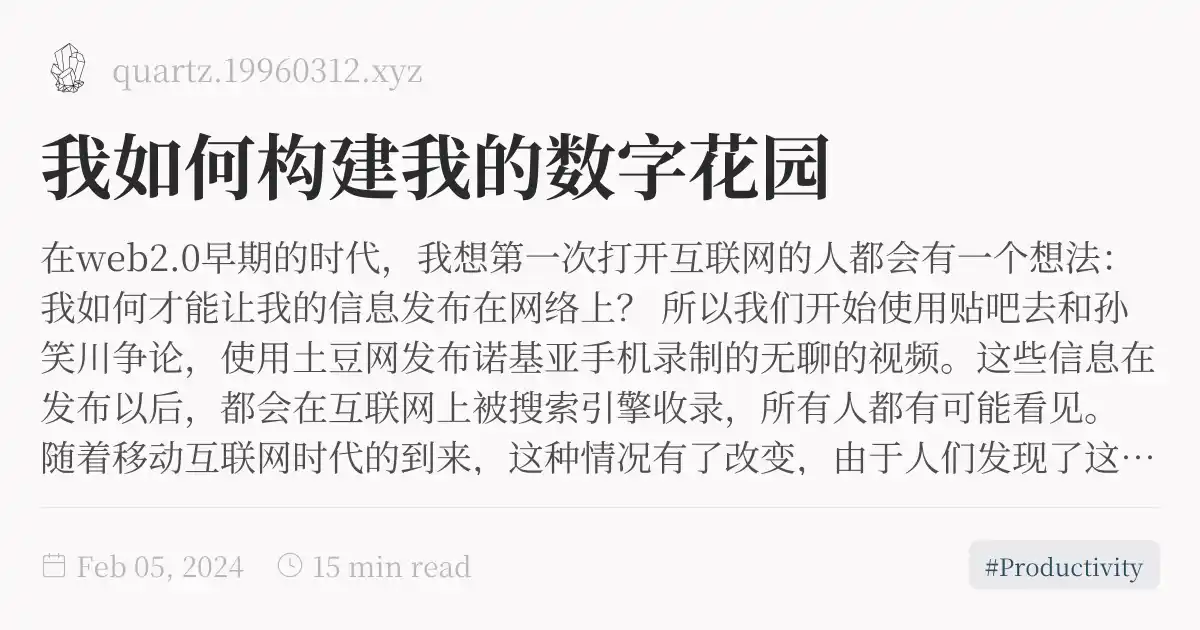 quartz.19960312.xyz
我如何构建我的数字花园
在web2.0早期的时代，我想第一次打开互联网的人都会有一个想法：
我如何才能让我的信息发布在网络上？ 所以我们开始使用贴吧去和孙
笑川争论，使用土豆网发布诺基亚手机录制的无聊的视频。这些信息在
发布以后，都会在互联网上被搜索引擎收录，所有人都有可能看见。
随着移动互联网时代的到来，这种情况有了改变，由于人们发现了这…
Feb 05, 2024 15 min read #Productivity